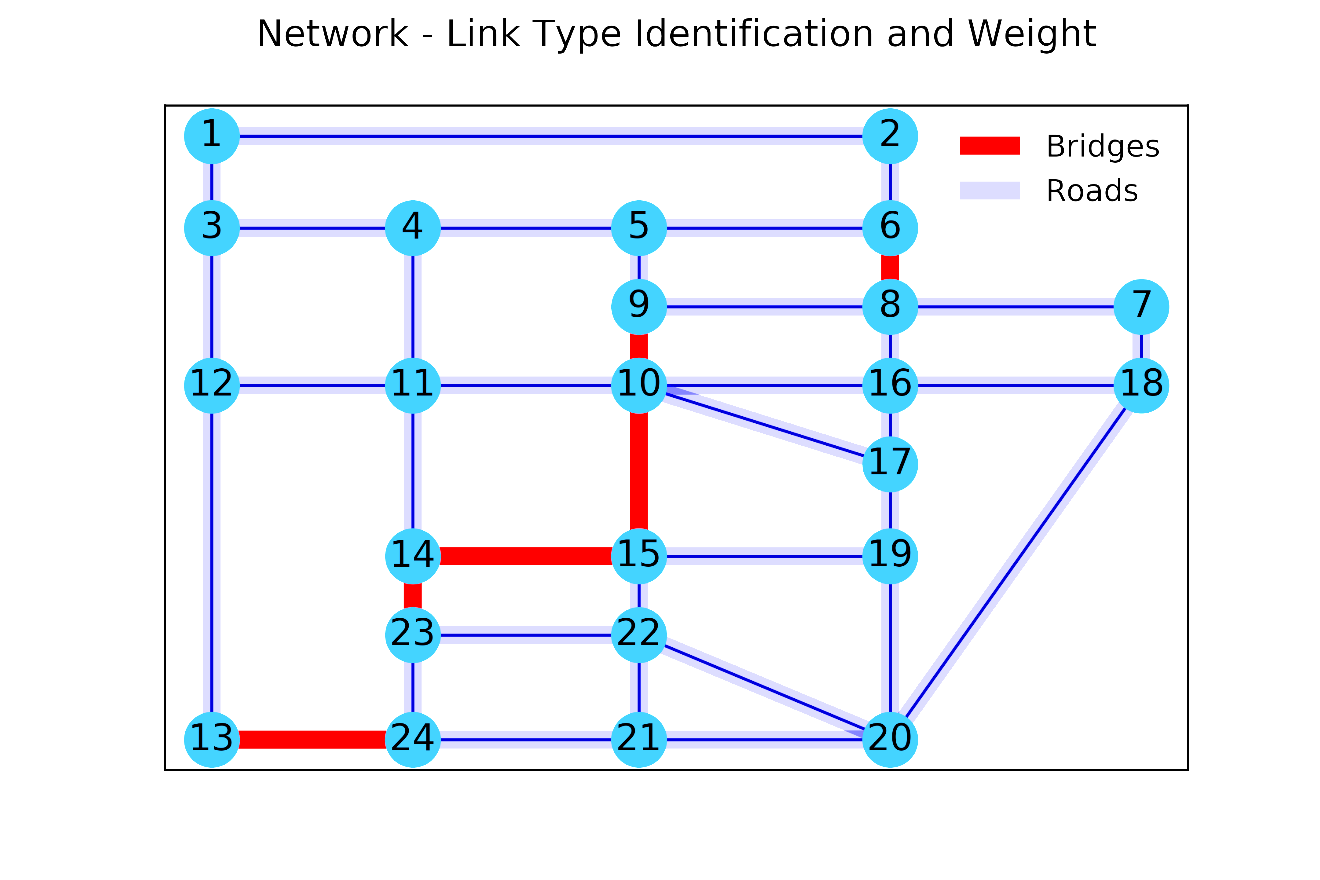 Network - Link Type Identification and Weight
1 2 Bridges
Roads
3 4 5 6
9 8 7
12 11 10 16 18
17
14 15 19
23 22
13 24 21 20